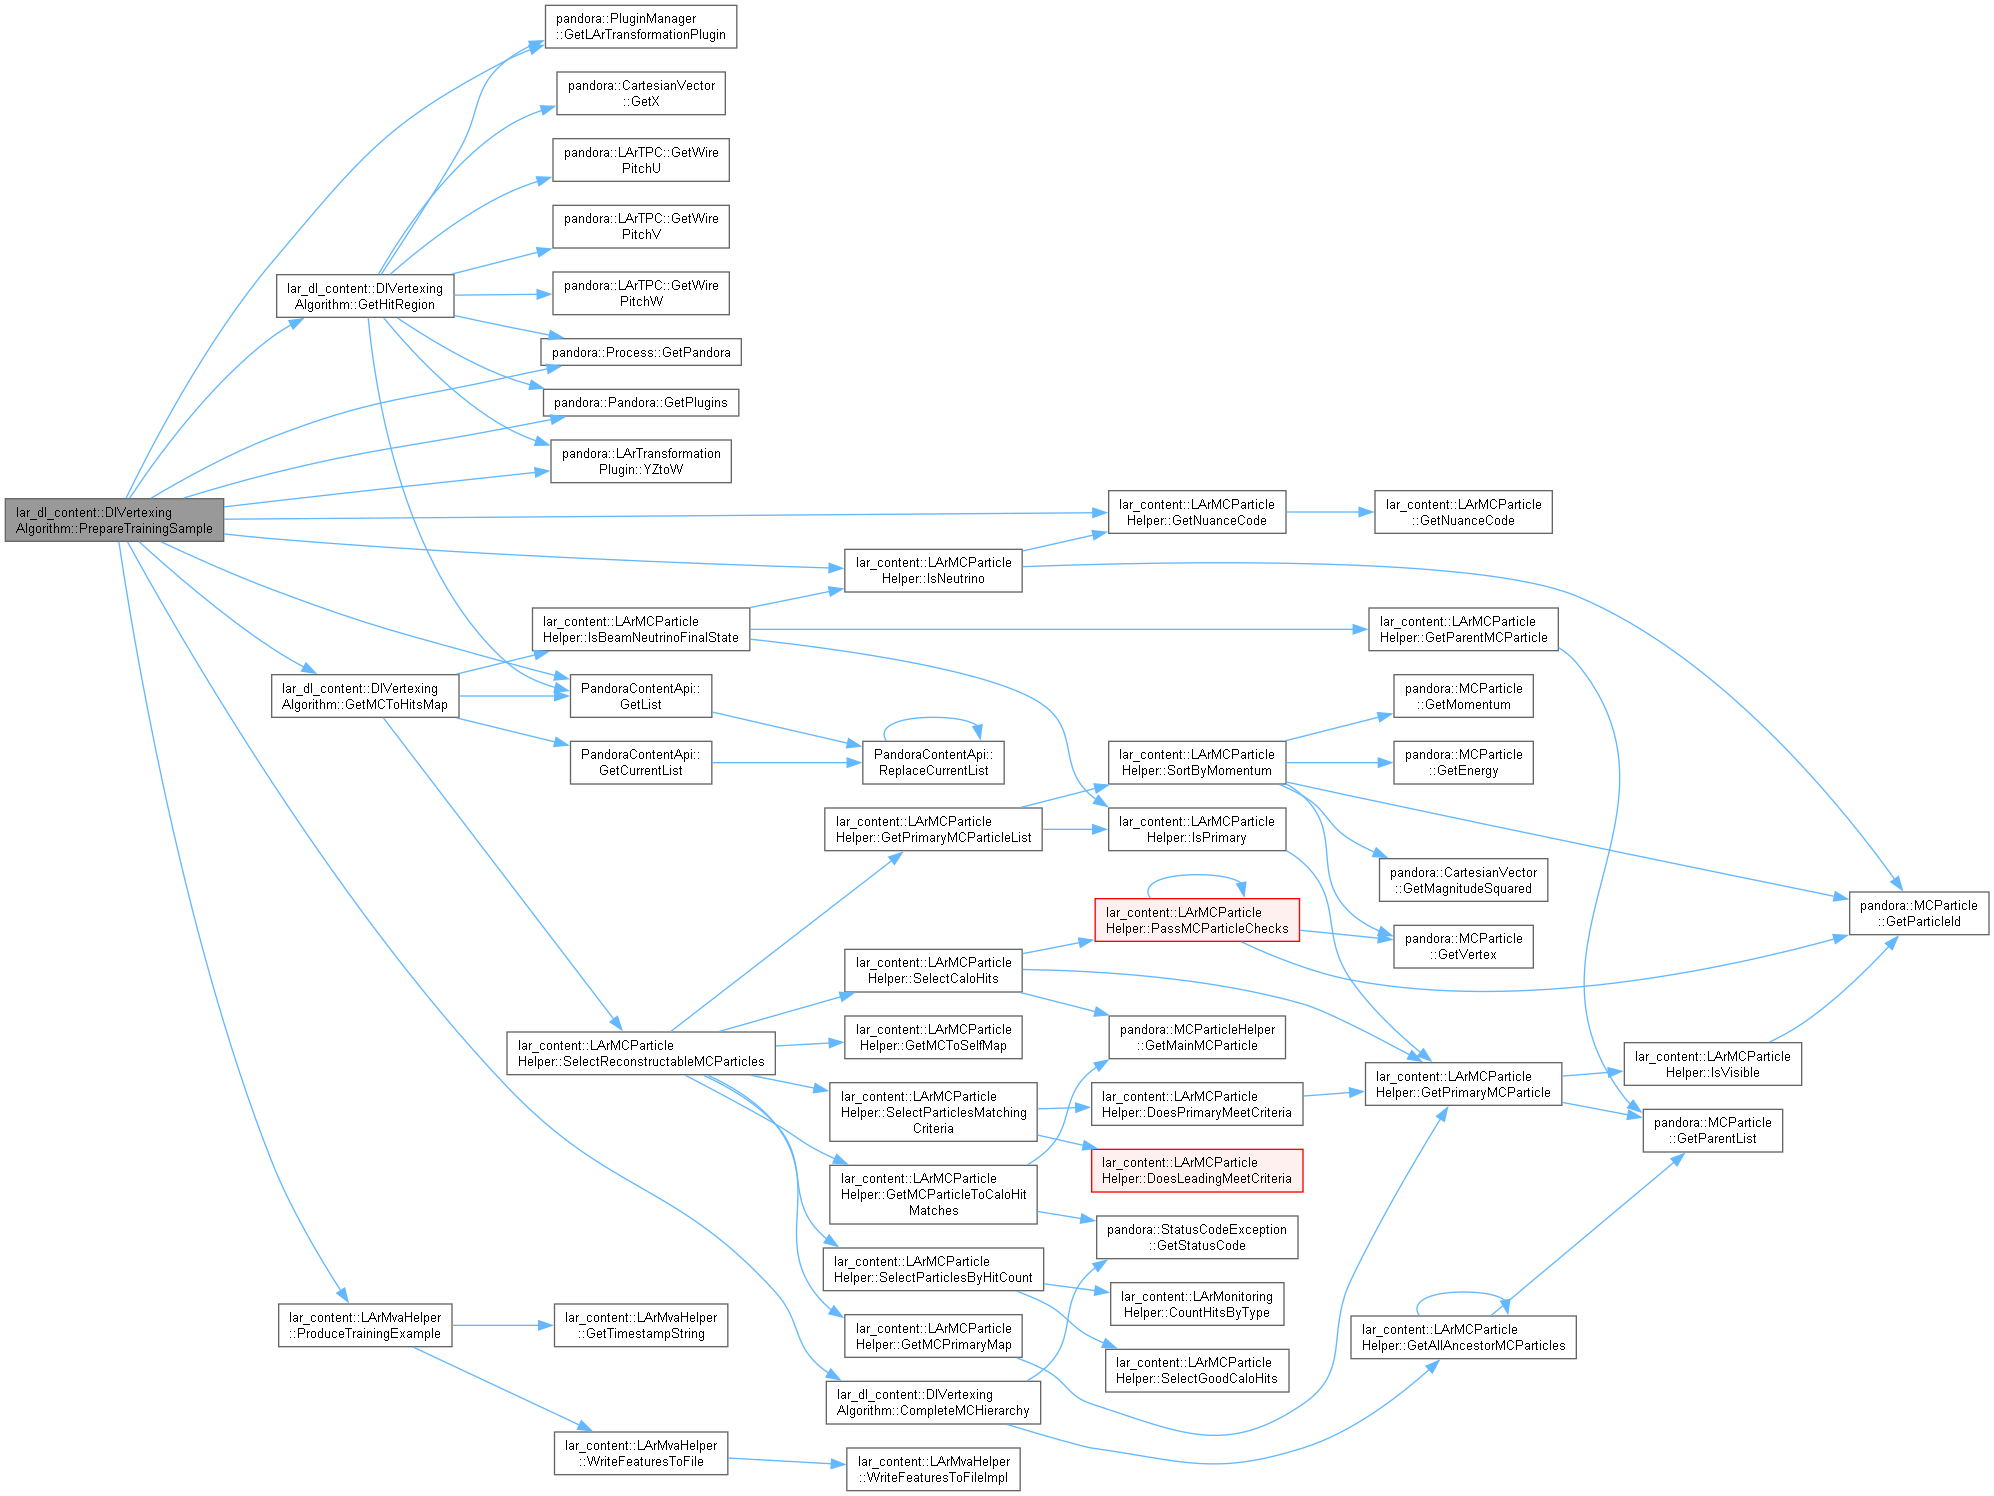 pandora::PluginManager
::GetLArTransformationPlugin
pandora::CartesianVector
::GetX
pandora::LArTPC::GetWire
PitchU
pandora::LArTPC::GetWire
PitchV
lar_dl_content::DlVertexing
Algorithm::GetHitRegion
pandora::LArTPC::GetWire
PitchW
pandora::Process::GetPandora
pandora::Pandora::GetPlugins
pandora::LArTransformation
Plugin::YZtoW
lar_dl_content::DlVertexing
Algorithm::PrepareTrainingSample
lar_content::LArMCParticle
Helper::GetNuanceCode
lar_content::LArMCParticle
::GetNuanceCode
lar_content::LArMCParticle
Helper::IsNeutrino
lar_content::LArMCParticle
Helper::IsBeamNeutrinoFinalState
lar_content::LArMCParticle
Helper::GetParentMCParticle
lar_dl_content::DlVertexing
Algorithm::GetMCToHitsMap
PandoraContentApi::
GetList
pandora::MCParticle
::GetMomentum
PandoraContentApi::
GetCurrentList
PandoraContentApi::
ReplaceCurrentList
lar_content::LArMCParticle
Helper::SortByMomentum
pandora::MCParticle
::GetEnergy
lar_content::LArMCParticle
Helper::GetPrimaryMCParticleList
lar_content::LArMCParticle
Helper::IsPrimary
pandora::CartesianVector
::GetMagnitudeSquared
lar_content::LArMCParticle
Helper::PassMCParticleChecks
pandora::MCParticle
::GetParticleId
pandora::MCParticle
::GetVertex
lar_content::LArMCParticle
Helper::SelectCaloHits
lar_content::LArMCParticle
Helper::SelectReconstructableMCParticles
lar_content::LArMCParticle
Helper::GetMCToSelfMap
pandora::MCParticleHelper
::GetMainMCParticle
lar_content::LArMCParticle
Helper::IsVisible
lar_content::LArMCParticle
Helper::GetPrimaryMCParticle
lar_content::LArMCParticle
Helper::SelectParticlesMatching
Criteria
lar_content::LArMCParticle
Helper::DoesPrimaryMeetCriteria
pandora::MCParticle
::GetParentList
lar_content::LArMCParticle
Helper::DoesLeadingMeetCriteria
lar_content::LArMCParticle
Helper::GetMCParticleToCaloHit
Matches
pandora::StatusCodeException
::GetStatusCode
lar_content::LArMCParticle
Helper::SelectParticlesByHitCount
lar_content::LArMonitoring
Helper::CountHitsByType
lar_content::LArMvaHelper
::ProduceTrainingExample
lar_content::LArMvaHelper
::GetTimestampString
lar_content::LArMCParticle
Helper::GetMCPrimaryMap
lar_content::LArMCParticle
Helper::GetAllAncestorMCParticles
lar_content::LArMCParticle
Helper::SelectGoodCaloHits
lar_dl_content::DlVertexing
Algorithm::CompleteMCHierarchy
lar_content::LArMvaHelper
::WriteFeaturesToFile
lar_content::LArMvaHelper
::WriteFeaturesToFileImpl